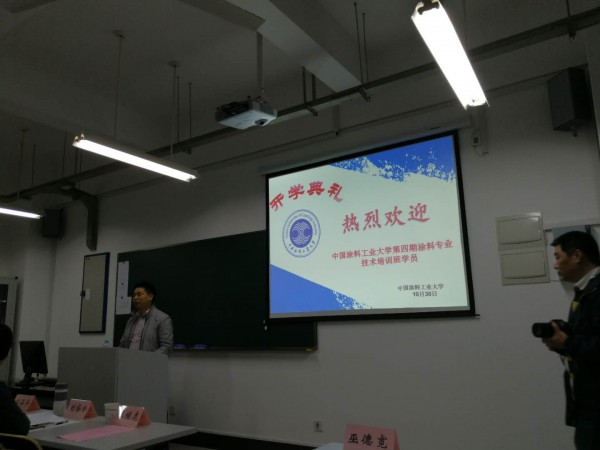 开学典礼
热烈欢迎
中国涂料工业大学第四期涂料专业
技术培训班学员
中国涂料工业大学
10月30日
巫德宽